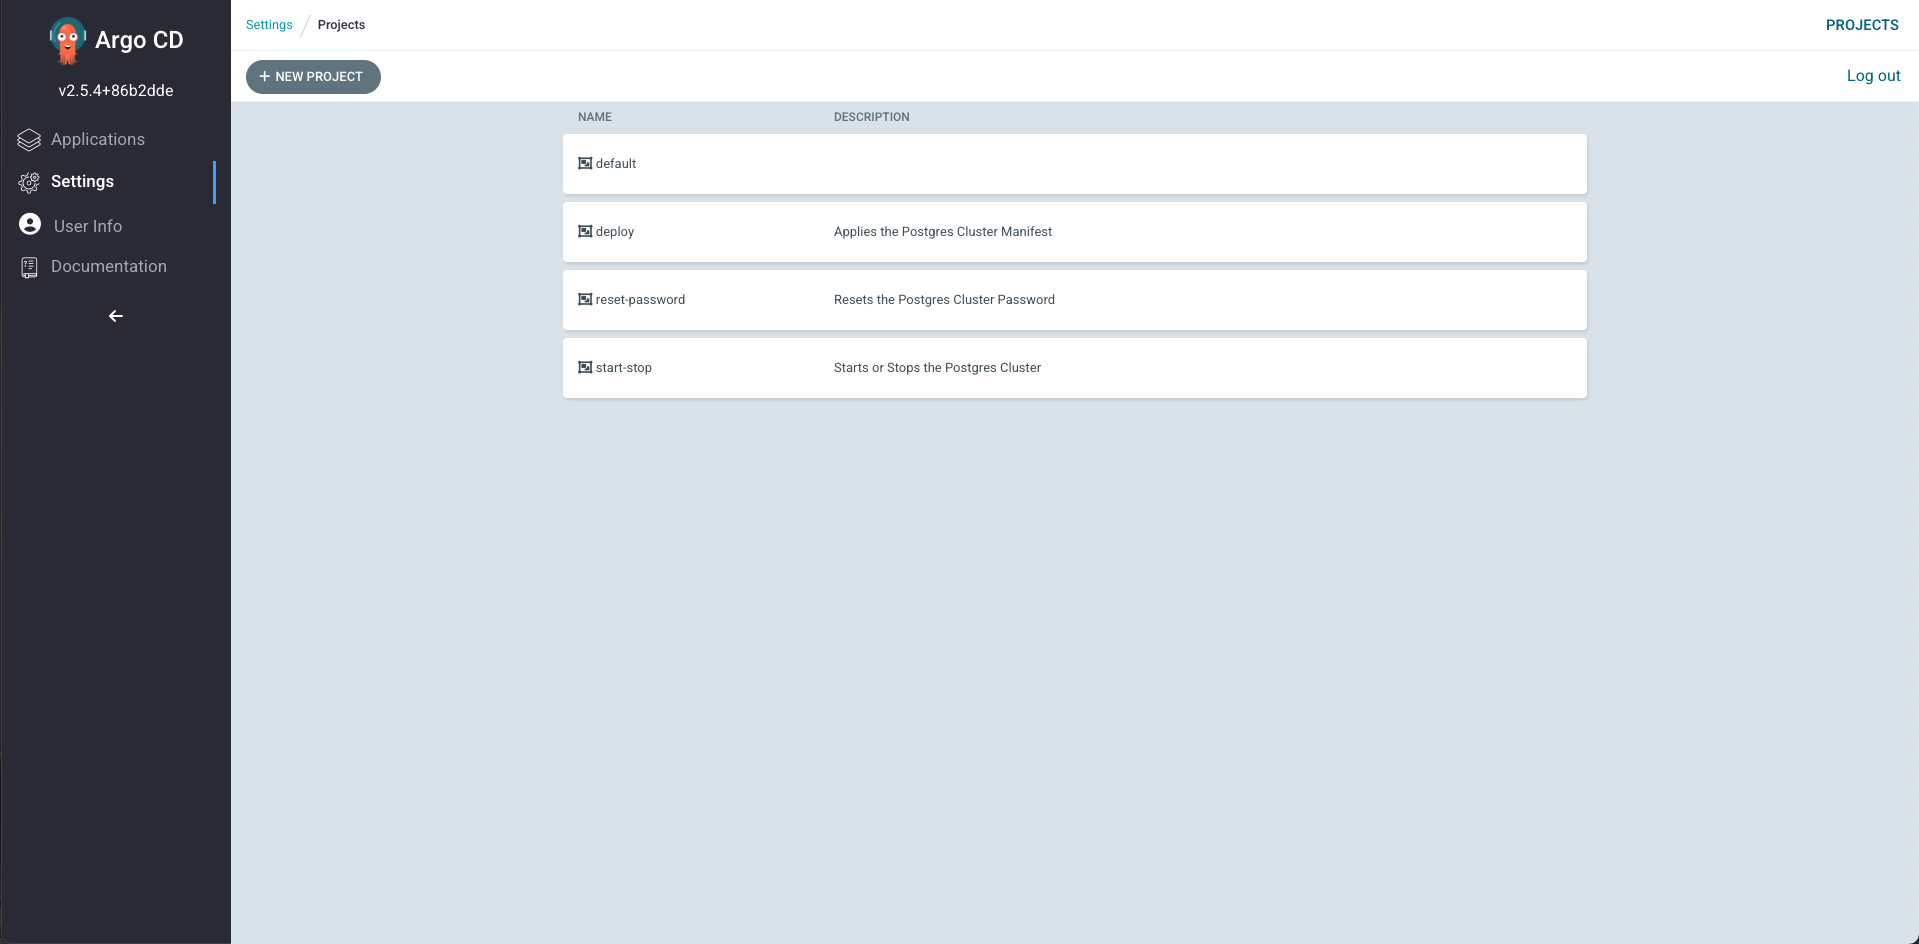 Argo CD
v2.5.4+86b2dde
Applications
Settings
User Info
Documentation
Settings / Projects
PROJECTS
+ NEW PROJECT
Log out
NAME DESCRIPTION
default
deploy Applies the Postgres Cluster Manifest
reset-password Resets the Postgres Cluster Password
start-stop Starts or Stops the Postgres Cluster